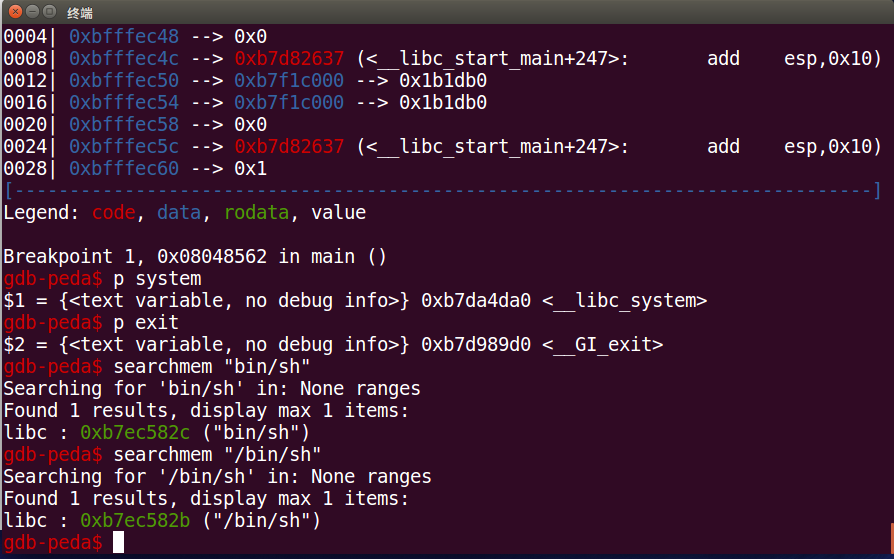 终端
0004| 0xbfffec48 --> 0x0
0008| 0xbfffec4c --> 0xb7d82637 (<__libc_start_main+247>:       add    esp,0x10)
0012| 0xbfffec50 --> 0xb7f1c000 --> 0x1b1db0
0016| 0xbfffec54 --> 0xb7f1c000 --> 0x1b1db0
0020| 0xbfffec58 --> 0x0
0024| 0xbfffec5c --> 0xb7d82637 (<__libc_start_main+247>:       add    esp,0x10)
0028| 0xbfffec60 --> 0x1
[------------------------------------------------------------------------------]
Legend: code, data, rodata, value
Breakpoint 1, 0x08048562 in main ()
gdb-peda$ p system
$1 = {<text variable, no debug info>} 0xb7da4da0 <__libc_system>
gdb-peda$ p exit
$2 = {<text variable, no debug info>} 0xb7d989d0 <__GI_exit>
gdb-peda$ searchmem "bin/sh"
Searching for 'bin/sh' in: None ranges
Found 1 results, display max 1 items:
libc : 0xb7ec582c ("bin/sh")
gdb-peda$ searchmem "/bin/sh"
Searching for '/bin/sh' in: None ranges
Found 1 results, display max 1 items:
libc : 0xb7ec582b ("/bin/sh")
gdb-peda$